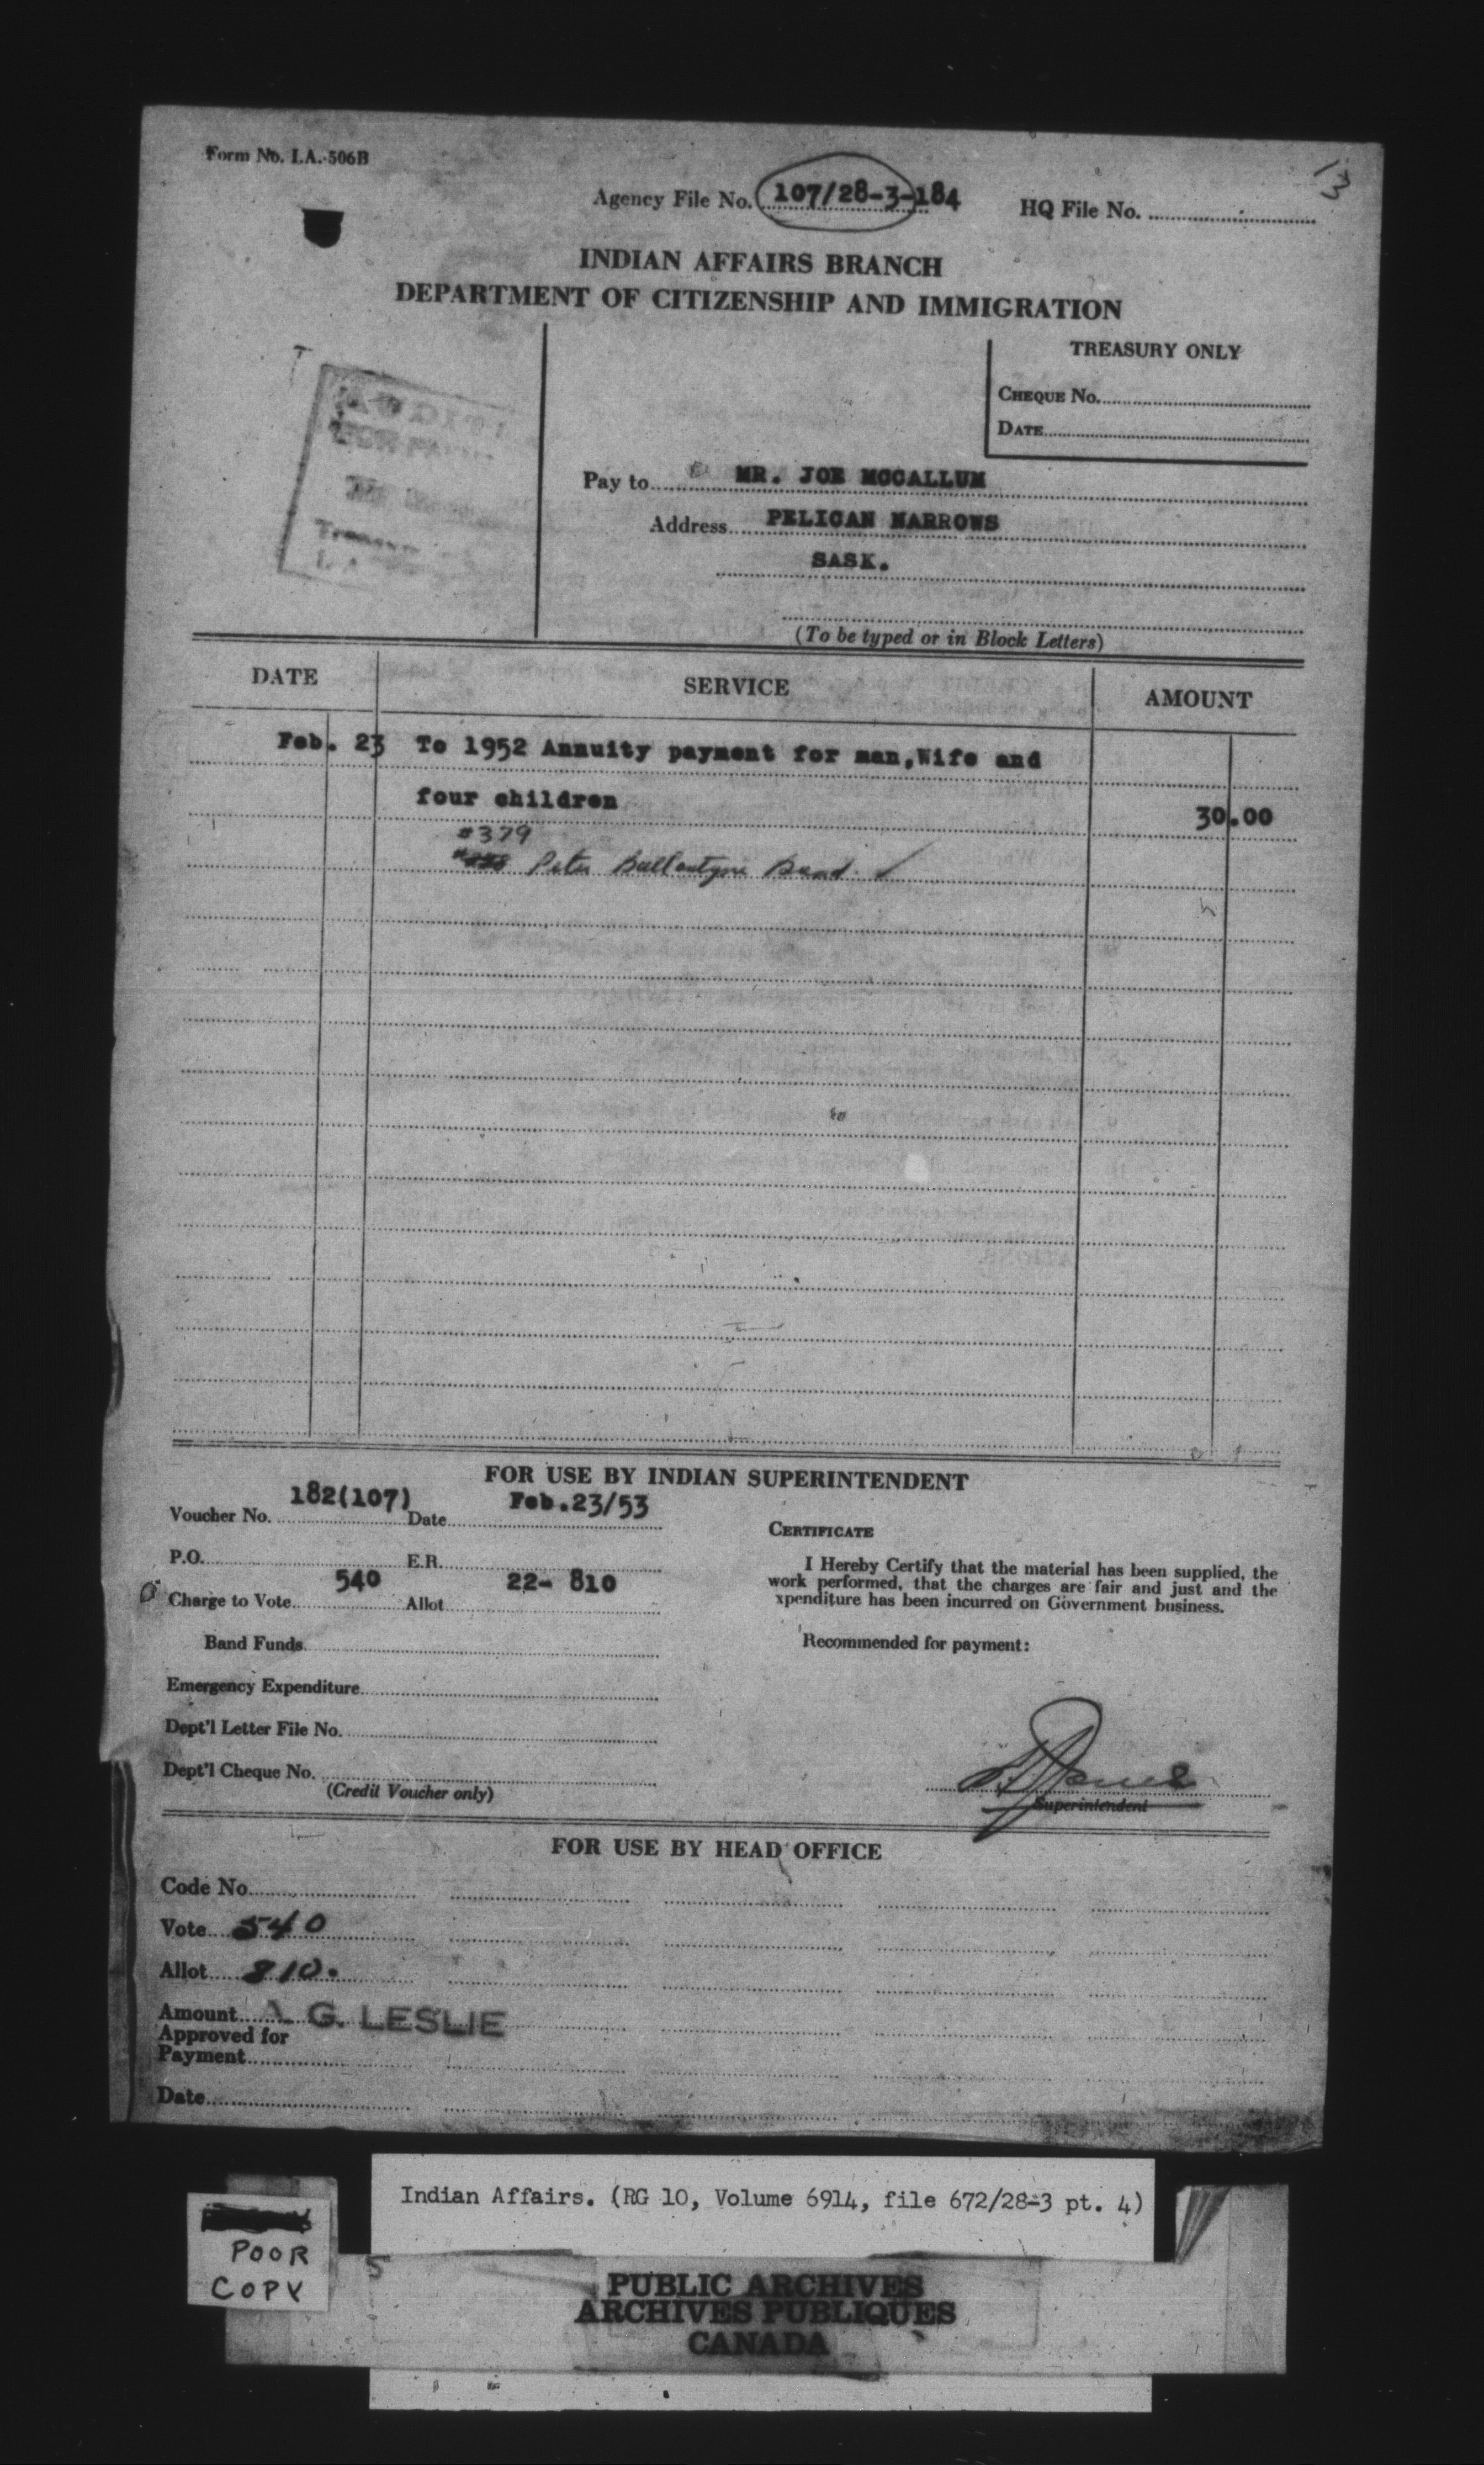 Form No. I.A.-506B
13
Agency File No. 107/28-3-184 HQ File No.
INDIAN AFFAIRS BRANCH
DEPARTMENT OF CITIZENSHIP AND IMMIGRATION
TREASURY ONLY
CHEQUE No.
DATE
Pay to MR. JOE MCCALLUM
Address PELICAN NARROWS
SASK.
(To be typed or in Block Letters)
DATE SERVICE AMOUNT
Feb. 23 To 1952 Annuity payment for man,Wife and
four children 30.00
#379
Peter Ballantyne Band.
FOR USE BY INDIAN SUPERINTENDENT
Voucher No. 182(107) Date Feb.23/53
P.O. E.R.
Charge to Vote 540 Allot 22- 810
Band Funds
Emergency Expenditure
Dept'l Letter File No.
Dept'l Cheque No.
(Credit Voucher only)
CERTIFICATE
I Hereby Certify that the material has been supplied, the
work performed, that the charges are fair and just and the
xpenditure has been incurred on Government business.
Recommended for payment:
Superintendent
FOR USE BY HEAD OFFICE
Code No
Vote 540
Allot 810.
Amount G. LESLIE
Approved for
Payment
Date
Indian Affairs. (RG 10, Volume 6914, file 672/28-3 pt. 4)
POOR
COPY
5
PUBLIC ARCHIVES
ARCHIVES PUBLIQUES
CANADA